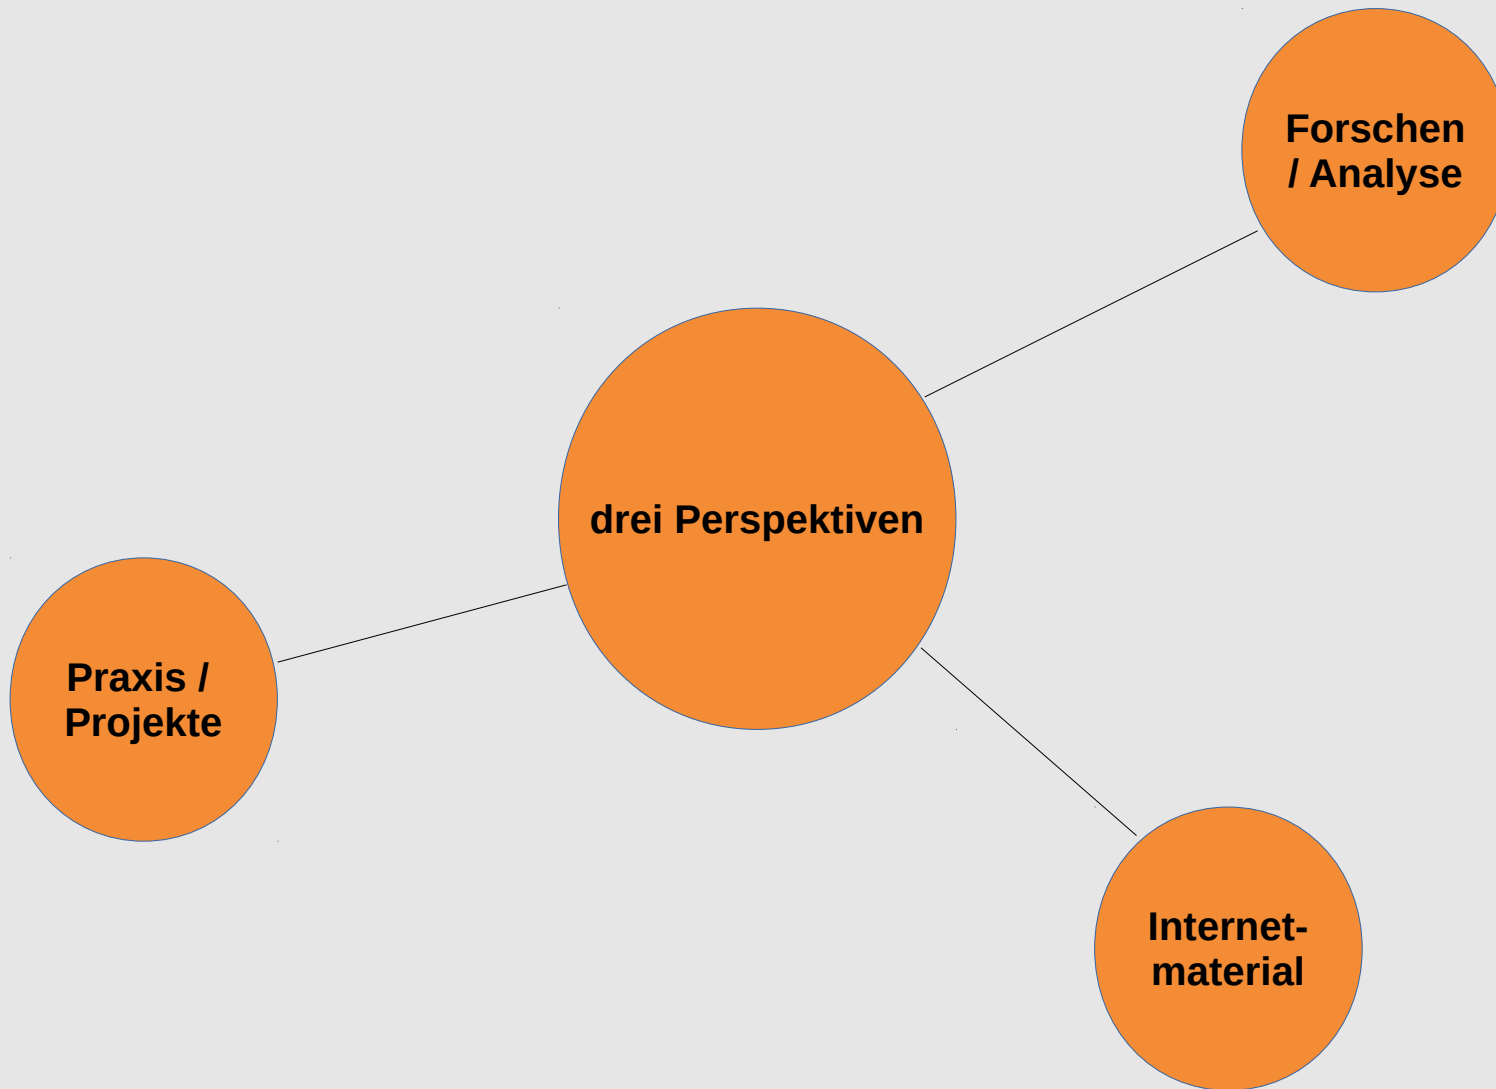 Forschen
/ Analyse
drei Perspektiven
Praxis /
Projekte
Internet-
material